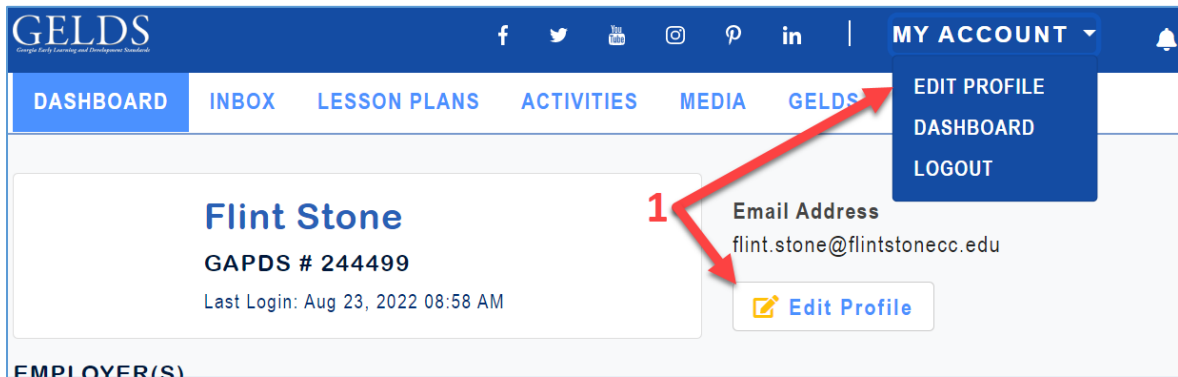 GELDS
Georgia Early Learning and Development Standards
MY ACCOUNT
EDIT PROFILE
DASHBOARD
LOGOUT
DASHBOARD INBOX LESSON PLANS ACTIVITIES MEDIA GELDS
1
Flint Stone
GAPDS # 244499
Last Login: Aug 23, 2022 08:58 AM
Email Address
flint.stone@flintstonecc.edu
Edit Profile
EMPLOYER(S)